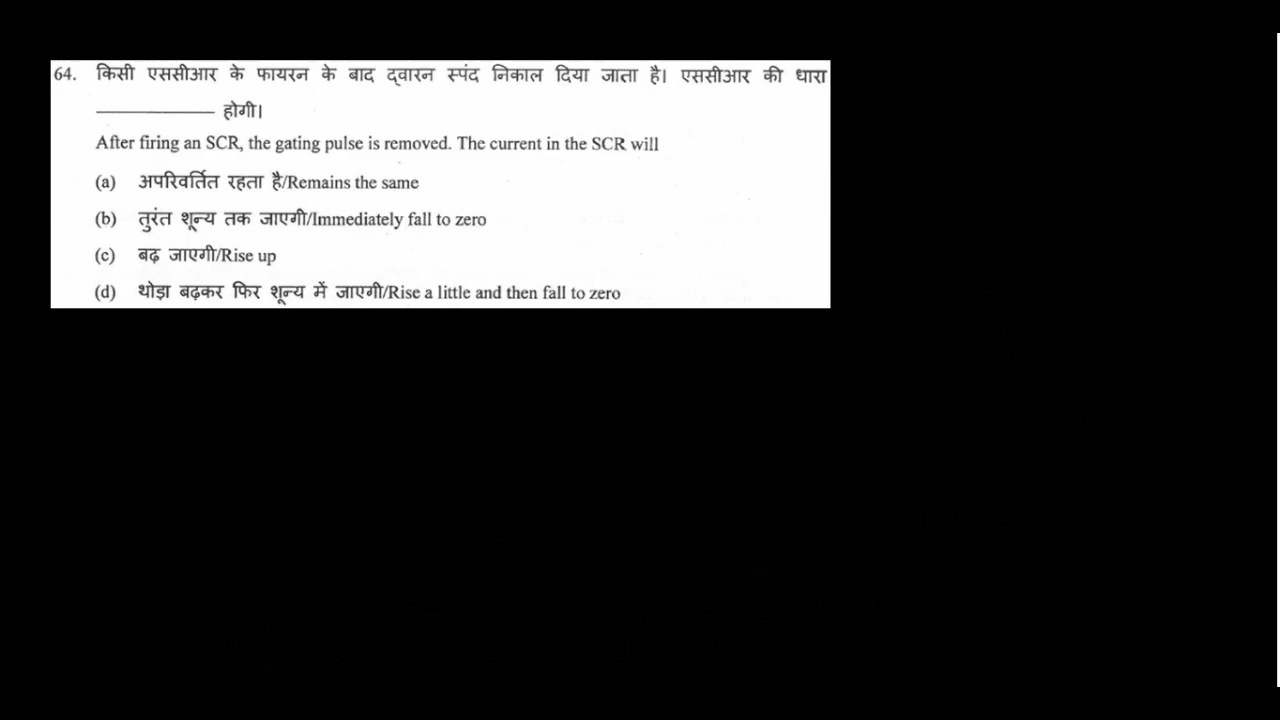 64. किसी एससीआर के फायरन के बाद द्वारन स्पंद निकाल दिया जाता है। एससीआर की धारा
____________ होगी।
After firing an SCR, the gating pulse is removed. The current in the SCR will
(a) अपरिवर्तित रहता है/Remains the same
(b) तुरंत शून्य तक जाएगी/Immediately fall to zero
(c) बढ़ जाएगी/Rise up
(d) थोड़ा बढ़कर फिर शून्य में जाएगी/Rise a little and then fall to zero